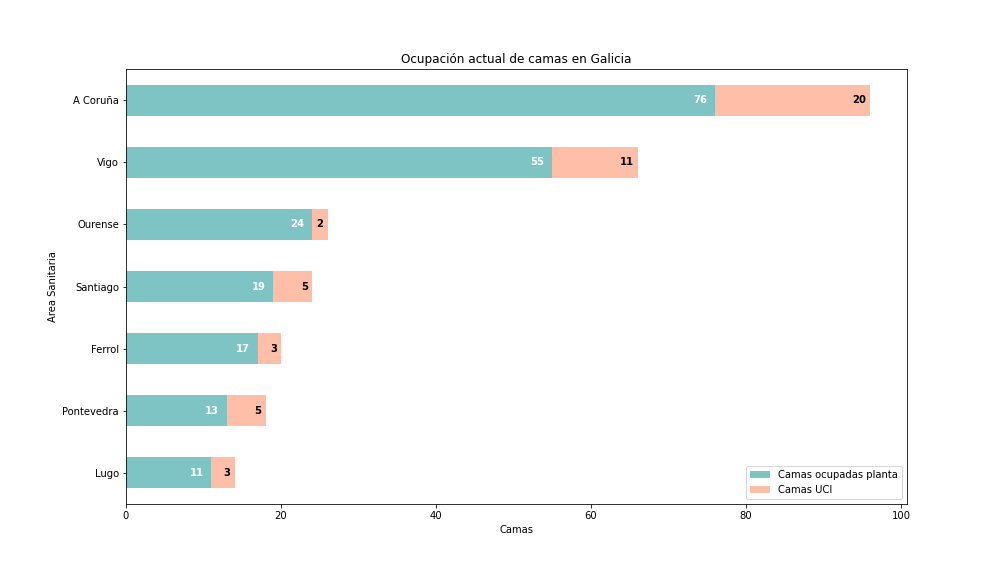 Ocupación actual de camas en Galicia
A Coruña 76 20
Vigo 55 11
Ourense 24 2
Santiago 19 5
Ferrol 17 3
Pontevedra 13 5
Lugo 11 3
Area Sanitaria
Camas ocupadas planta
Camas UCI
0 20 40 60 80 100
Camas